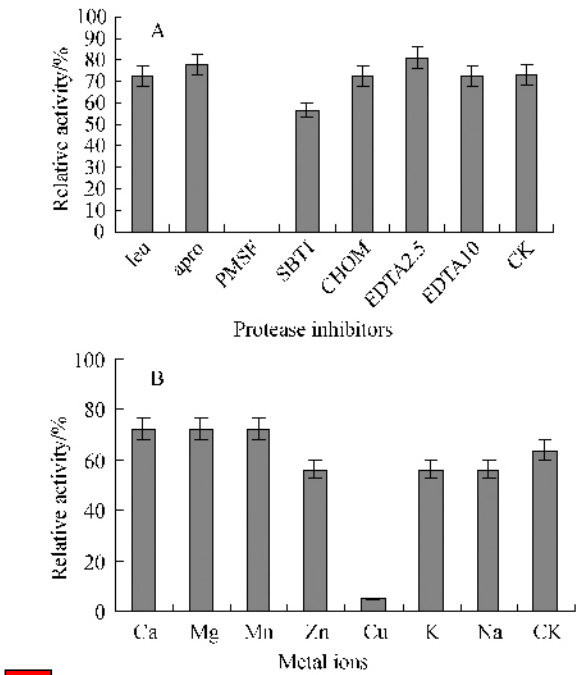 A
Relative activity/%
100
90
80
70
60
50
40
30
20
10
0
leu apro PMSF SBTI CHOM EDTA2.5 EDTA10 CK
Protease inhibitors
B
Relative activity/%
100
80
60
40
20
0
Ca Mg Mn Zn Cu K Na CK
Metal ions